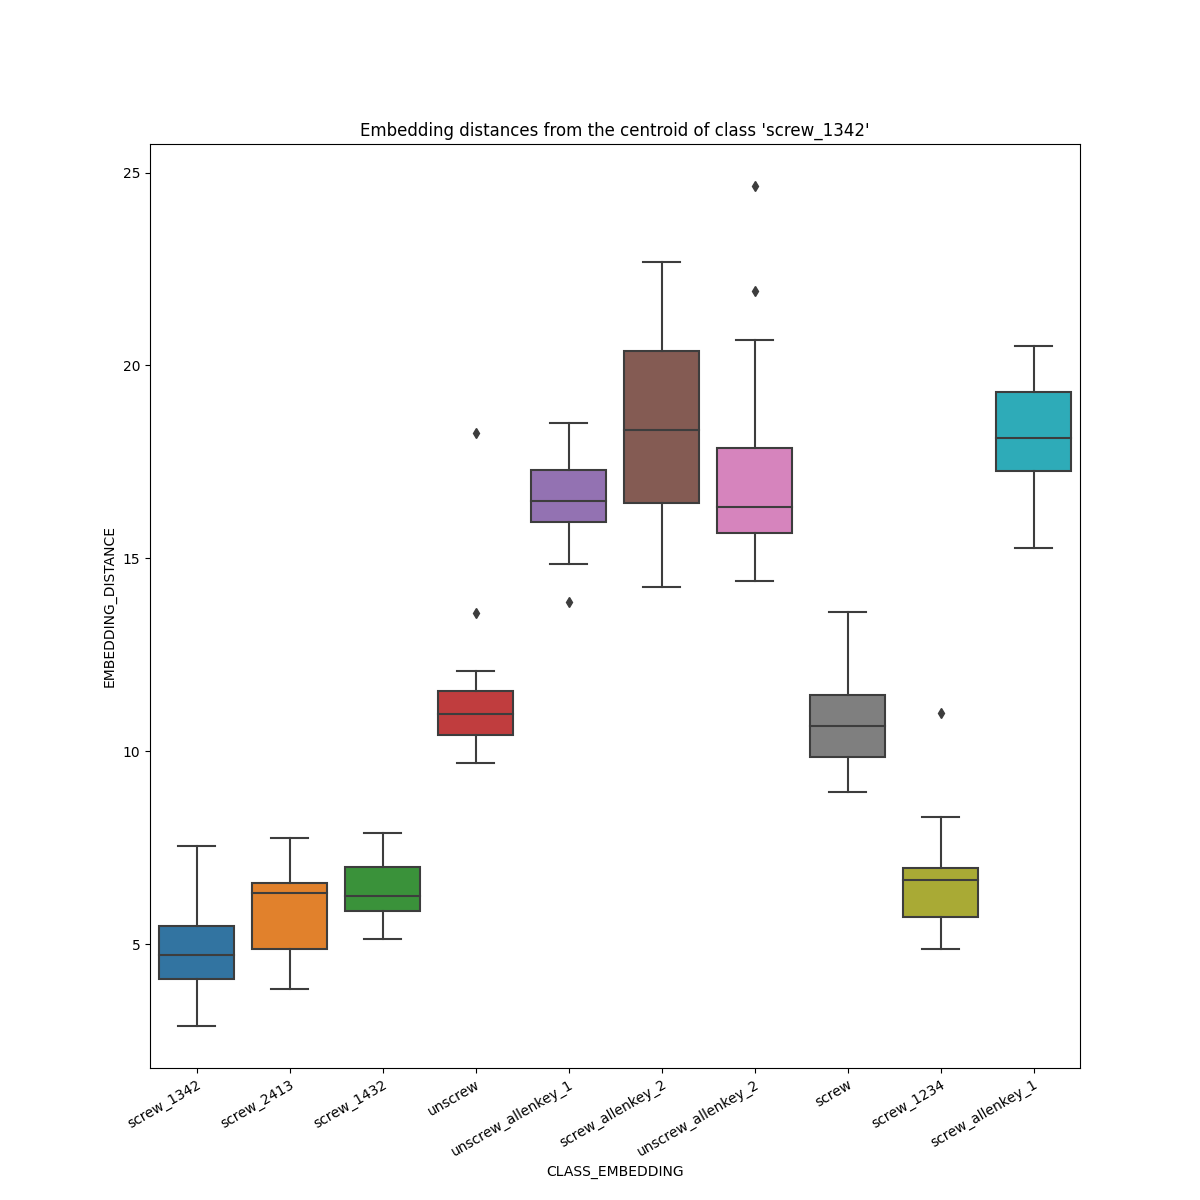 Embedding distances from the centroid of class 'screw_1342'
25
20
15
10
5
EMBEDDING_DISTANCE
screw_1342
screw_2413
screw_1432
unscrew
unscrew_allenkey_1
screw_allenkey_2
unscrew_allenkey_2
screw
screw_1234
screw_allenkey_1
CLASS_EMBEDDING